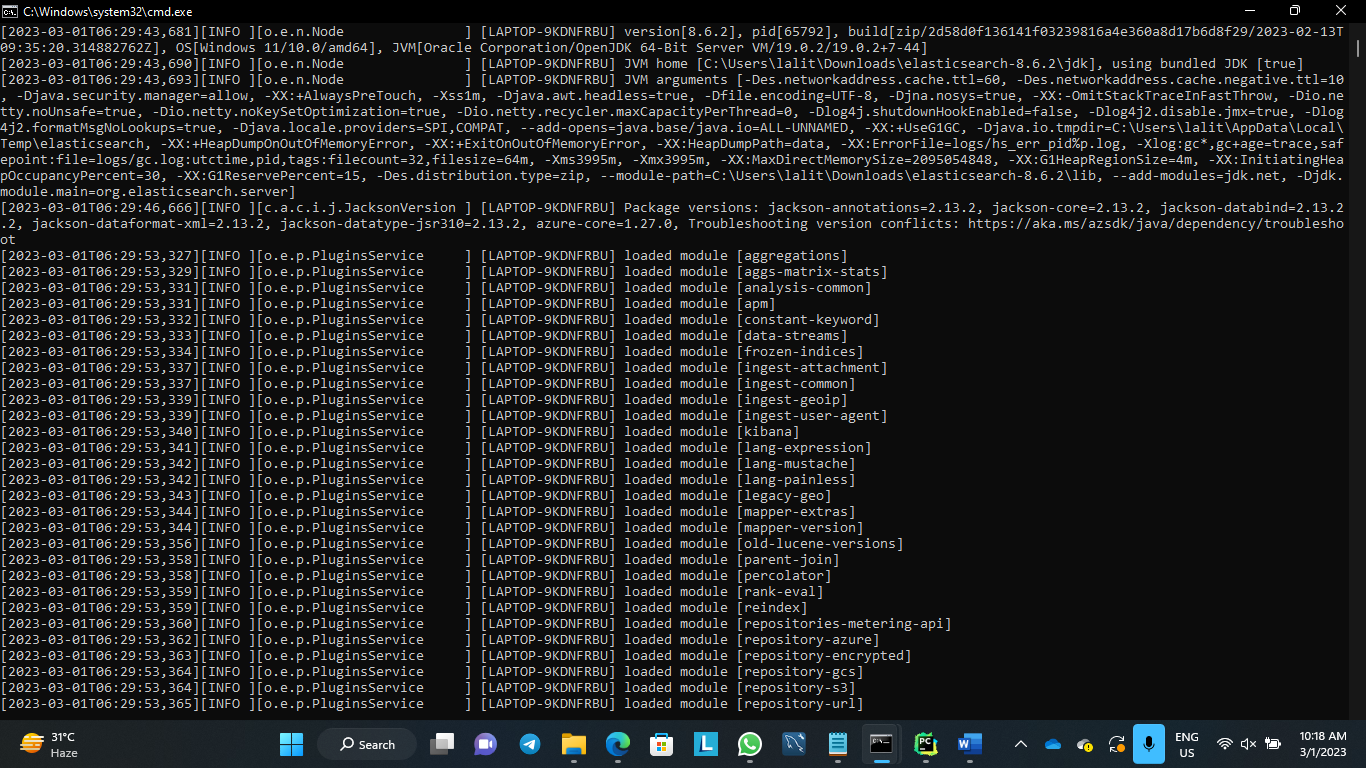 C:\Windows\system32\cmd.exe
[2023-03-01T06:29:43,681][INFO ][o.e.n.Node               ] [LAPTOP-9KDNFRBU] version[8.6.2], pid[65792], build[zip/2d58d0f136141f03239816a4e360a8d17b6d8f29/2023-02-13T
09:35:20.314882762Z], OS[Windows 11/10.0/amd64], JVM[Oracle Corporation/OpenJDK 64-Bit Server VM/19.0.2/19.0.2+7-44]
[2023-03-01T06:29:43,690][INFO ][o.e.n.Node               ] [LAPTOP-9KDNFRBU] JVM home [C:\Users\lalit\Downloads\elasticsearch-8.6.2\jdk], using bundled JDK [true]
[2023-03-01T06:29:43,693][INFO ][o.e.n.Node               ] [LAPTOP-9KDNFRBU] JVM arguments [-Des.networkaddress.cache.ttl=60, -Des.networkaddress.cache.negative.ttl=10
, -Djava.security.manager=allow, -XX:+AlwaysPreTouch, -Xss1m, -Djava.awt.headless=true, -Dfile.encoding=UTF-8, -Djna.nosys=true, -XX:-OmitStackTraceInFastThrow, -Dio.ne
tty.noUnsafe=true, -Dio.netty.noKeySetOptimization=true, -Dio.netty.recycler.maxCapacityPerThread=0, -Dlog4j.shutdownHookEnabled=false, -Dlog4j2.disable.jmx=true, -Dlog
4j2.formatMsgNoLookups=true, -Djava.locale.providers=SPI,COMPAT, --add-opens=java.base/java.io=ALL-UNNAMED, -XX:+UseG1GC, -Djava.io.tmpdir=C:\Users\lalit\AppData\Local\
Temp\elasticsearch, -XX:+HeapDumpOnOutOfMemoryError, -XX:+ExitOnOutOfMemoryError, -XX:HeapDumpPath=data, -XX:ErrorFile=logs/hs_err_pid%p.log, -Xlog:gc*,gc+age=trace,saf
epoint:file=logs/gc.log:utctime,pid,tags:filecount=32,filesize=64m, -Xms3995m, -Xmx3995m, -XX:MaxDirectMemorySize=2095054848, -XX:G1HeapRegionSize=4m, -XX:InitiatingHea
pOccupancyPercent=30, -XX:G1ReservePercent=15, -Des.distribution.type=zip, --module-path=C:\Users\lalit\Downloads\elasticsearch-8.6.2\lib, --add-modules=jdk.net, -Djdk.
module.main=org.elasticsearch.server]
[2023-03-01T06:29:46,666][INFO ][c.a.c.i.j.JacksonVersion ] [LAPTOP-9KDNFRBU] Package versions: jackson-annotations=2.13.2, jackson-core=2.13.2, jackson-databind=2.13.2
.2, jackson-dataformat-xml=2.13.2, jackson-datatype-jsr310=2.13.2, azure-core=1.27.0, Troubleshooting version conflicts: https://aka.ms/azsdk/java/dependency/troublesho
ot
[2023-03-01T06:29:53,327][INFO ][o.e.p.PluginsService     ] [LAPTOP-9KDNFRBU] loaded module [aggregations]
[2023-03-01T06:29:53,329][INFO ][o.e.p.PluginsService     ] [LAPTOP-9KDNFRBU] loaded module [aggs-matrix-stats]
[2023-03-01T06:29:53,331][INFO ][o.e.p.PluginsService     ] [LAPTOP-9KDNFRBU] loaded module [analysis-common]
[2023-03-01T06:29:53,331][INFO ][o.e.p.PluginsService     ] [LAPTOP-9KDNFRBU] loaded module [apm]
[2023-03-01T06:29:53,332][INFO ][o.e.p.PluginsService     ] [LAPTOP-9KDNFRBU] loaded module [constant-keyword]
[2023-03-01T06:29:53,333][INFO ][o.e.p.PluginsService     ] [LAPTOP-9KDNFRBU] loaded module [data-streams]
[2023-03-01T06:29:53,334][INFO ][o.e.p.PluginsService     ] [LAPTOP-9KDNFRBU] loaded module [frozen-indices]
[2023-03-01T06:29:53,337][INFO ][o.e.p.PluginsService     ] [LAPTOP-9KDNFRBU] loaded module [ingest-attachment]
[2023-03-01T06:29:53,337][INFO ][o.e.p.PluginsService     ] [LAPTOP-9KDNFRBU] loaded module [ingest-common]
[2023-03-01T06:29:53,339][INFO ][o.e.p.PluginsService     ] [LAPTOP-9KDNFRBU] loaded module [ingest-geoip]
[2023-03-01T06:29:53,339][INFO ][o.e.p.PluginsService     ] [LAPTOP-9KDNFRBU] loaded module [ingest-user-agent]
[2023-03-01T06:29:53,340][INFO ][o.e.p.PluginsService     ] [LAPTOP-9KDNFRBU] loaded module [kibana]
[2023-03-01T06:29:53,341][INFO ][o.e.p.PluginsService     ] [LAPTOP-9KDNFRBU] loaded module [lang-expression]
[2023-03-01T06:29:53,342][INFO ][o.e.p.PluginsService     ] [LAPTOP-9KDNFRBU] loaded module [lang-mustache]
[2023-03-01T06:29:53,342][INFO ][o.e.p.PluginsService     ] [LAPTOP-9KDNFRBU] loaded module [lang-painless]
[2023-03-01T06:29:53,343][INFO ][o.e.p.PluginsService     ] [LAPTOP-9KDNFRBU] loaded module [legacy-geo]
[2023-03-01T06:29:53,344][INFO ][o.e.p.PluginsService     ] [LAPTOP-9KDNFRBU] loaded module [mapper-extras]
[2023-03-01T06:29:53,344][INFO ][o.e.p.PluginsService     ] [LAPTOP-9KDNFRBU] loaded module [mapper-version]
[2023-03-01T06:29:53,356][INFO ][o.e.p.PluginsService     ] [LAPTOP-9KDNFRBU] loaded module [old-lucene-versions]
[2023-03-01T06:29:53,358][INFO ][o.e.p.PluginsService     ] [LAPTOP-9KDNFRBU] loaded module [parent-join]
[2023-03-01T06:29:53,358][INFO ][o.e.p.PluginsService     ] [LAPTOP-9KDNFRBU] loaded module [percolator]
[2023-03-01T06:29:53,359][INFO ][o.e.p.PluginsService     ] [LAPTOP-9KDNFRBU] loaded module [rank-eval]
[2023-03-01T06:29:53,359][INFO ][o.e.p.PluginsService     ] [LAPTOP-9KDNFRBU] loaded module [reindex]
[2023-03-01T06:29:53,360][INFO ][o.e.p.PluginsService     ] [LAPTOP-9KDNFRBU] loaded module [repositories-metering-api]
[2023-03-01T06:29:53,362][INFO ][o.e.p.PluginsService     ] [LAPTOP-9KDNFRBU] loaded module [repository-azure]
[2023-03-01T06:29:53,363][INFO ][o.e.p.PluginsService     ] [LAPTOP-9KDNFRBU] loaded module [repository-encrypted]
[2023-03-01T06:29:53,364][INFO ][o.e.p.PluginsService     ] [LAPTOP-9KDNFRBU] loaded module [repository-gcs]
[2023-03-01T06:29:53,364][INFO ][o.e.p.PluginsService     ] [LAPTOP-9KDNFRBU] loaded module [repository-s3]
[2023-03-01T06:29:53,365][INFO ][o.e.p.PluginsService     ] [LAPTOP-9KDNFRBU] loaded module [repository-url]
31°C
Haze
Search
L
PC
W
ENG
US
10:18 AM
3/1/2023